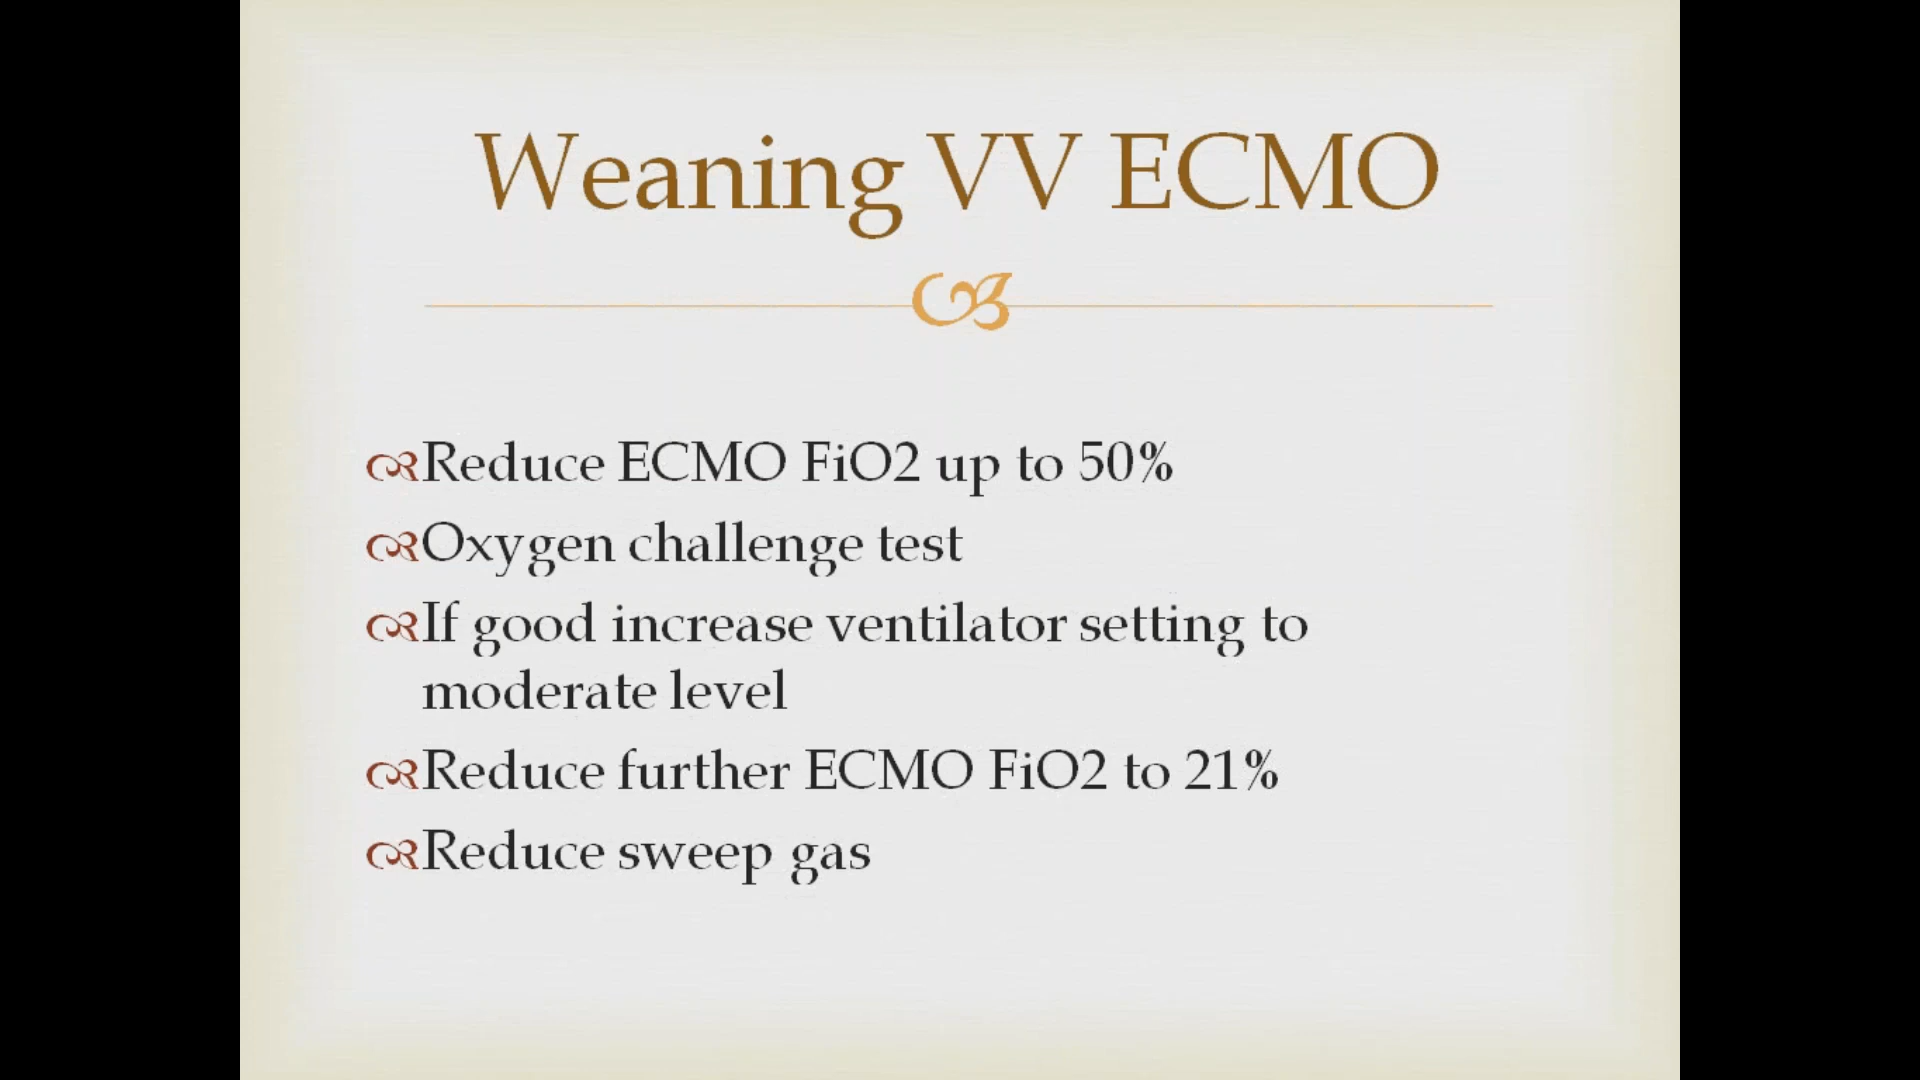 Weaning VV ECMO
Reduce ECMO FiO2 up to 50%
Oxygen challenge test
If good increase ventilator setting to
moderate level
Reduce further ECMO FiO2 to 21%
Reduce sweep gas